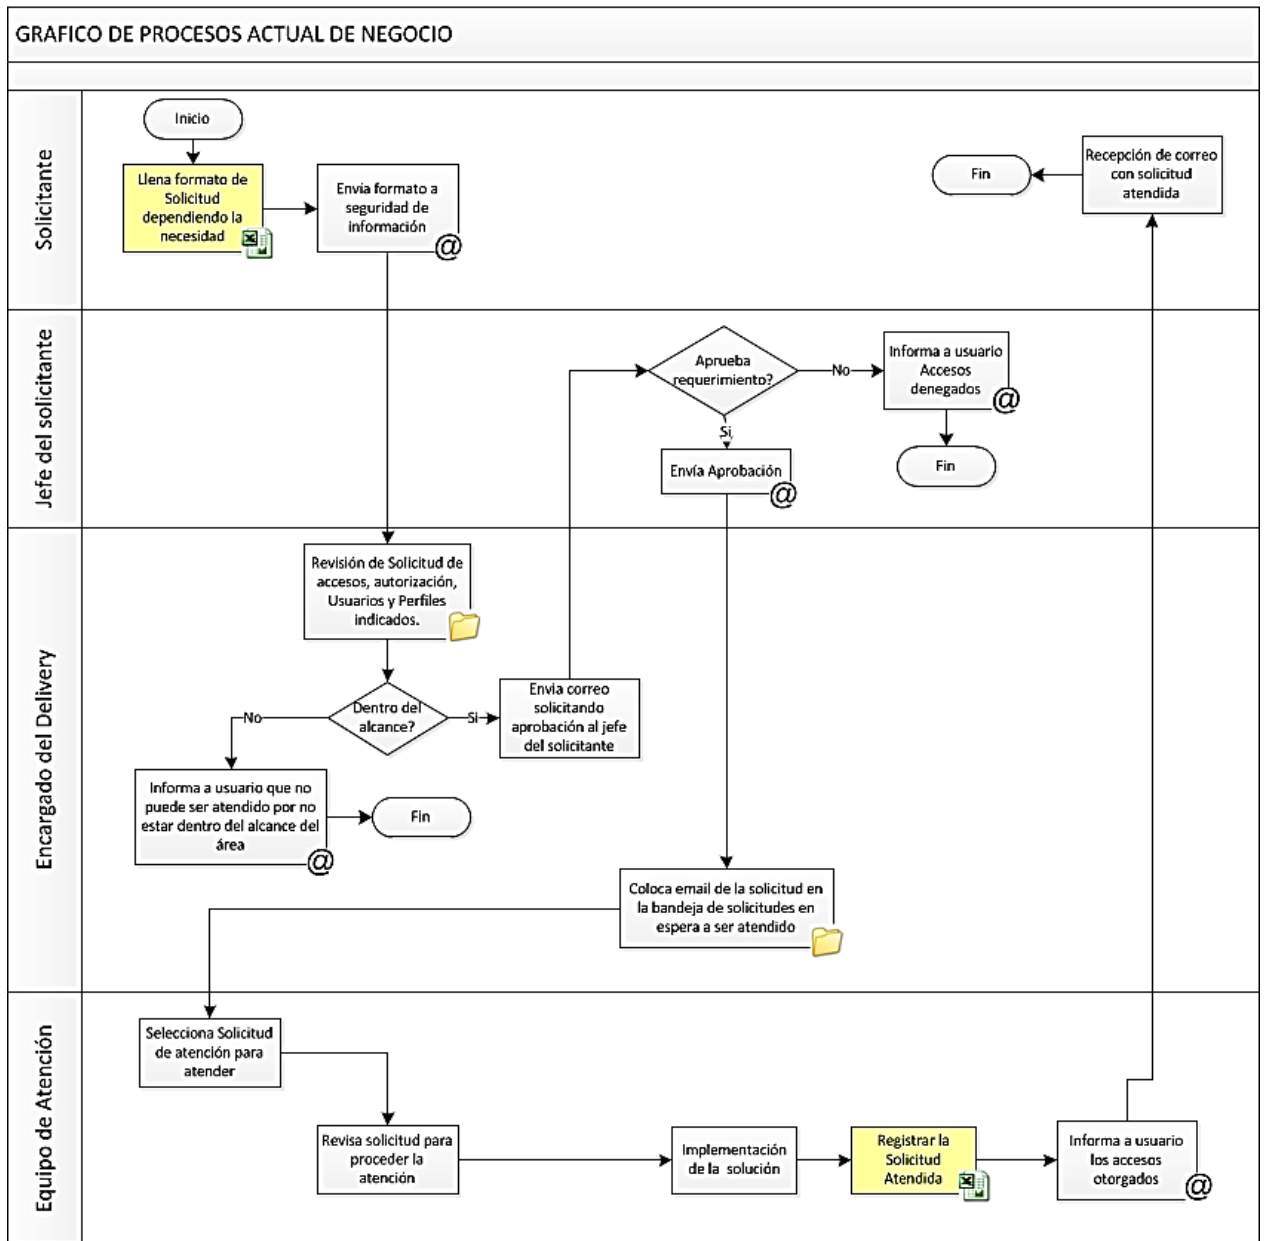 GRAFICO DE PROCESOS ACTUAL DE NEGOCIO
Solicitante
Inicio
Llena formato de
Solicitud
dependiendo la
necesidad
Envia formato a
seguridad de
información
@
Fin
Recepción de correo
con solicitud
atendida
Jefe del solicitante
Aprueba
requerimiento?
No
Si
Informa a usuario
Accesos
denegados
@
Fin
Envía Aprobación
@
Encargado del Delivery
Revisión de Solicitud de
accesos, autorización,
Usuarios y Perfiles
indicados.
Dentro del
alcance?
No
Si
Envia correo
solicitando
aprobación al jefe
del solicitante
Informa a usuario que no
puede ser atendido por no
estar dentro del alcance del
área
@
Fin
Coloca email de la solicitud en
la bandeja de solicitudes en
espera a ser atendido
Equipo de Atención
Selecciona Solicitud
de atención para
atender
Revisa solicitud para
proceder la
atención
Implementación
de la solución
Registrar la
Solicitud
Atendida
Informa a usuario
los accesos
otorgados
@